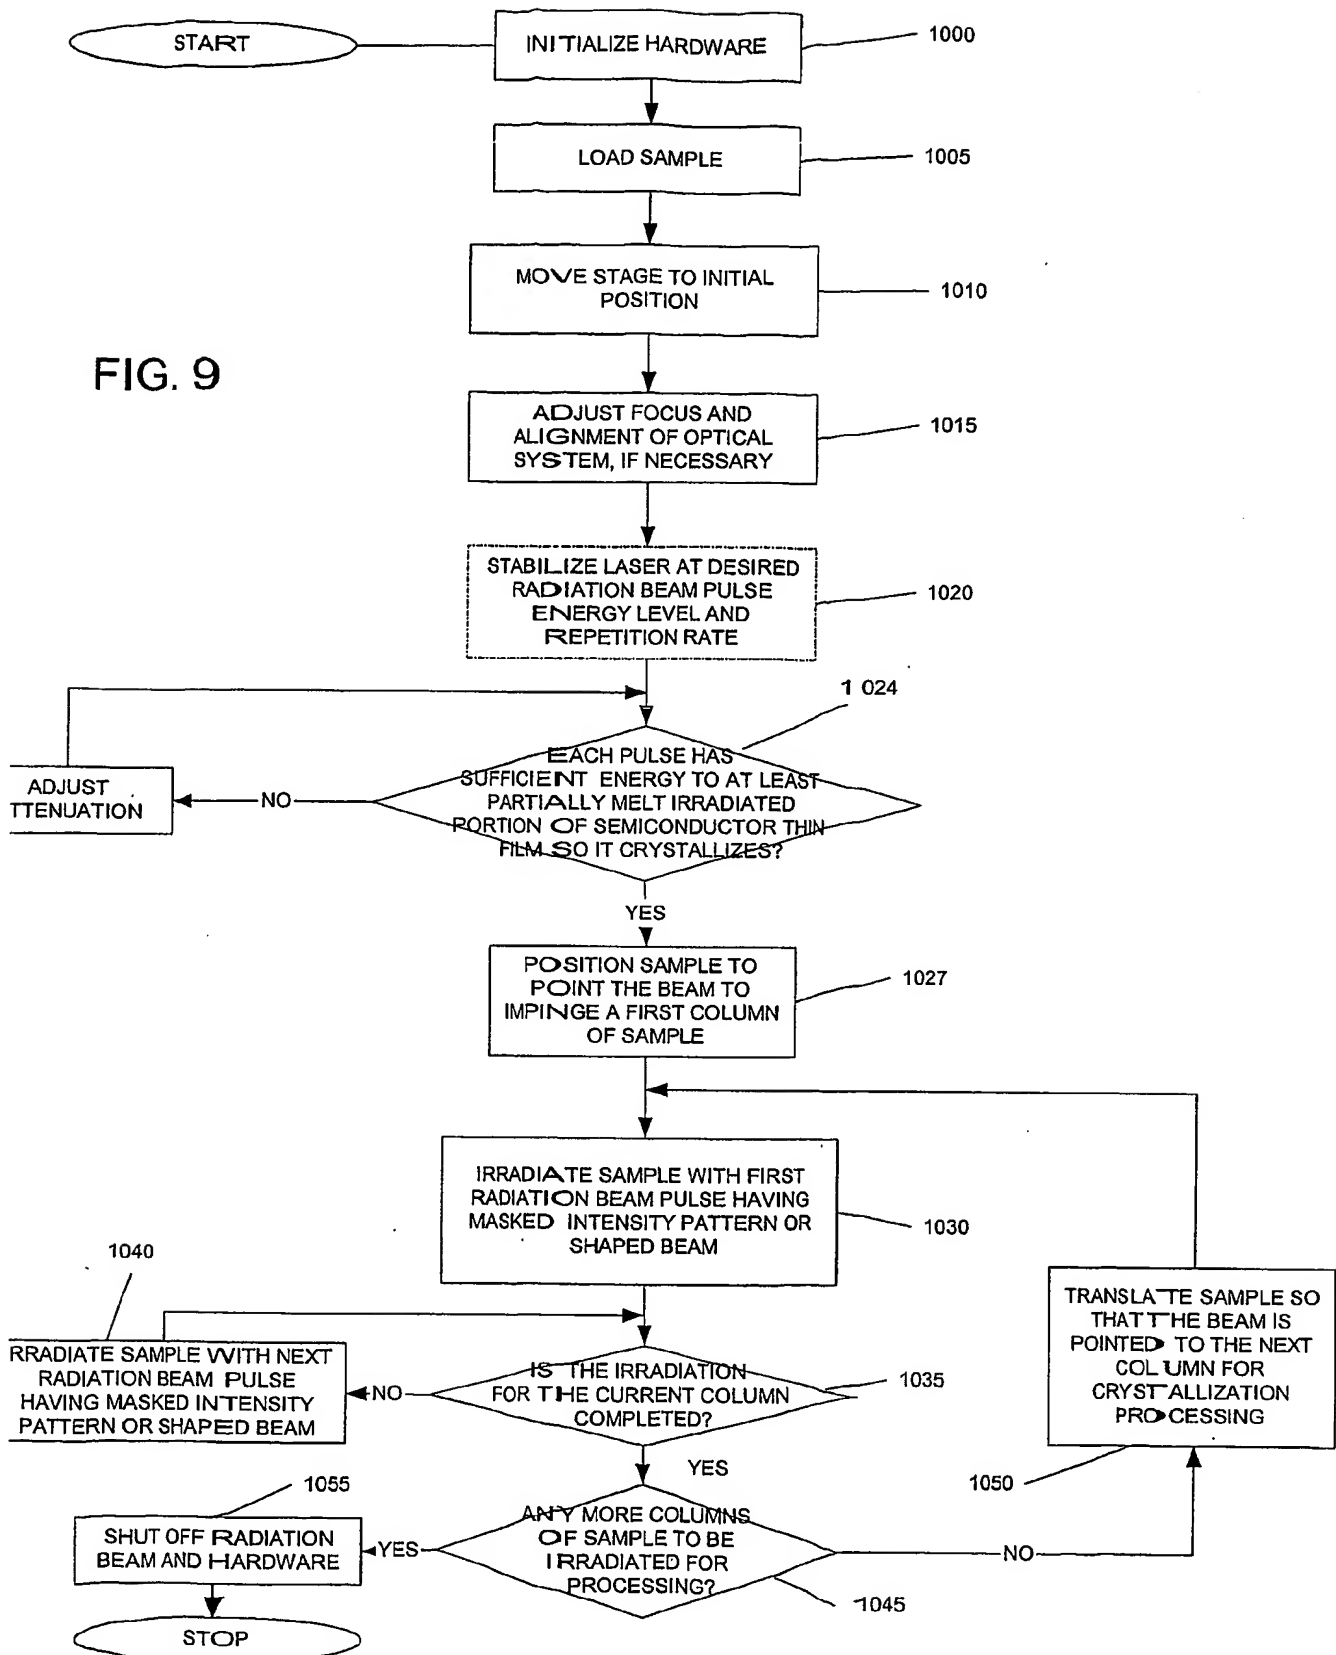 START
INITIALIZE HARDWARE
1000
LOAD SAMPLE
1005
MOVE STAGE TO INITIAL
POSITION
1010
FIG. 9
ADJUST FOCUS AND
ALIGNMENT OF OPTICAL
SYSTEM, IF NECESSARY
1015
STABILIZE LASER AT DESIRED
RADIATION BEAM PULSE
ENERGY LEVEL AND
REPETITION RATE
1020
1 024
EACH PULSE HAS
SUFFICIENT ENERGY TO AT LEAST
PARTIALLY MELT IRRADIATED
PORTION OF SEMICONDUCTOR THIN
FILM SO IT CRYSTALLIZES?
NO
ADJUST
TTENUATION
YES
POSITION SAMPLE TO
POINT THE BEAM TO
IMPINGE A FIRST COLUMN
OF SAMPLE
1027
IRRADIATE SAMPLE WITH FIRST
RADIATION BEAM PULSE HAVING
MASKED INTENSITY PATTERN OR
SHAPED BEAM
1030
1040
RRADIATE SAMPLE WITH NEXT
RADIATION BEAM PULSE
HAVING MASKED INTENSITY
PATTERN OR SHAPED BEAM
NO
IS THE IRRADIATION
FOR THE CURRENT COLUMN
COMPLETED?
1035
TRANSLATE SAMPLE SO
THAT THE BEAM IS
POINTED TO THE NEXT
COLUMN FOR
CRYSTALLIZATION
PROCESSING
1050
YES
1055
SHUT OFF RADIATION
BEAM AND HARDWARE
YES
ANY MORE COLUMNS
OF SAMPLE TO BE
IRRADIATED FOR
PROCESSING?
NO
1045
STOP